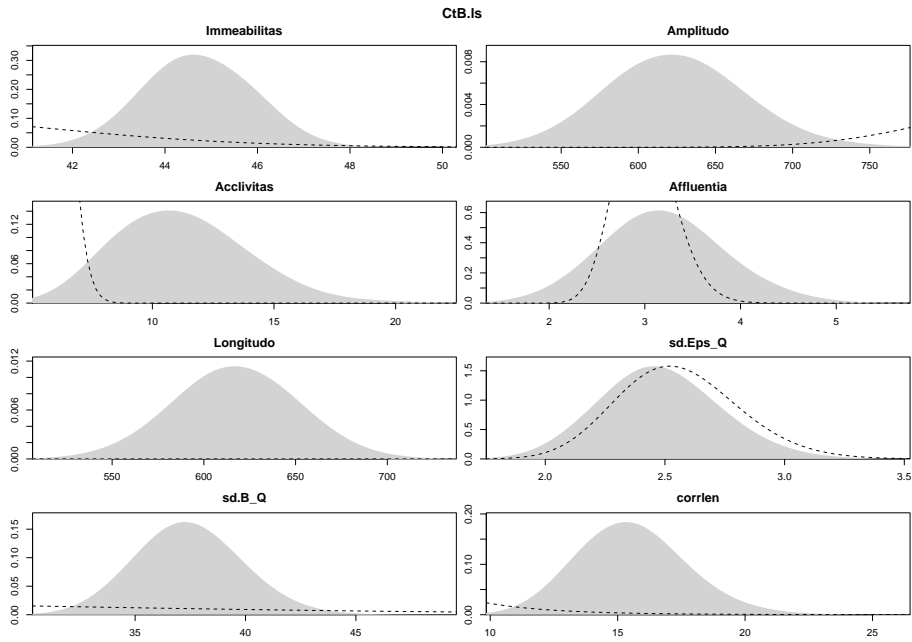 CtB.ls
Immeabilitas
0.00 0.10 0.20 0.30
42 44 46 48 50
Amplitudo
0.000 0.004 0.008
550 600 650 700 750
Acclivitas
0.00 0.06 0.12
10 15 20
Affluentia
0.0 0.2 0.4 0.6
2 3 4 5
Longitudo
0.000 0.006 0.012
550 600 650 700
sd.Eps_Q
0.0 0.5 1.0 1.5
2.0 2.5 3.0 3.5
sd.B_Q
0.00 0.05 0.10 0.15
35 40 45
corrlen
0.00 0.10 0.20
10 15 20 25